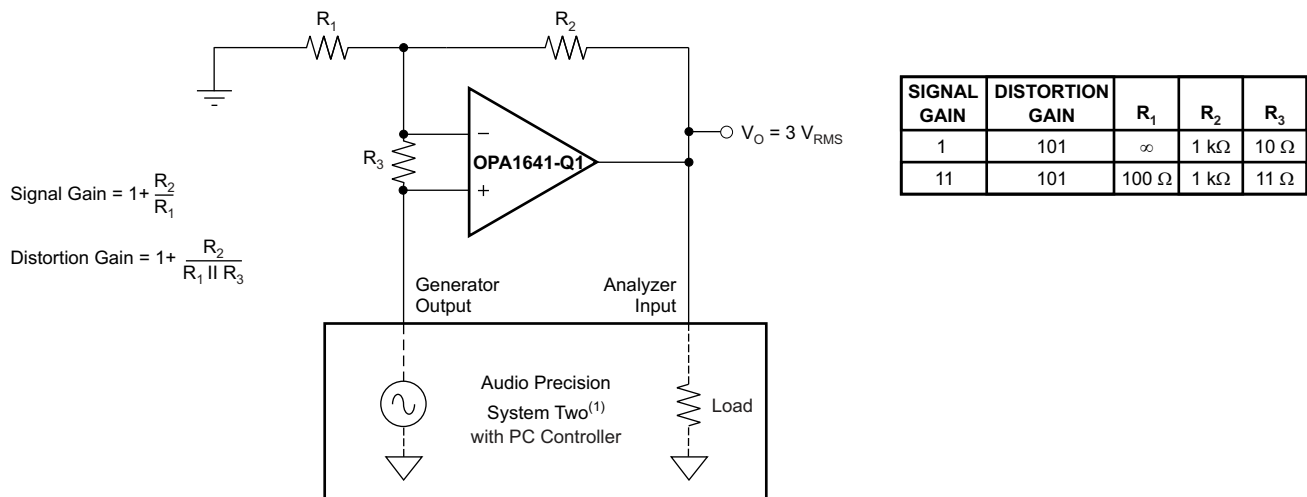 R1
R2
R3
−
+
OPA1641-Q1
VO = 3 VRMS
Signal Gain = 1+ R2
R1
Distortion Gain = 1+ R2
R1 II R3
Generator
Output
Analyzer
Input
Audio Precision
System Two(1)
with PC Controller
Load
SIGNAL GAIN DISTORTION GAIN R1 R2 R3
1 101 ∞ 1 kΩ 10 Ω
11 101 100 Ω 1 kΩ 11 Ω